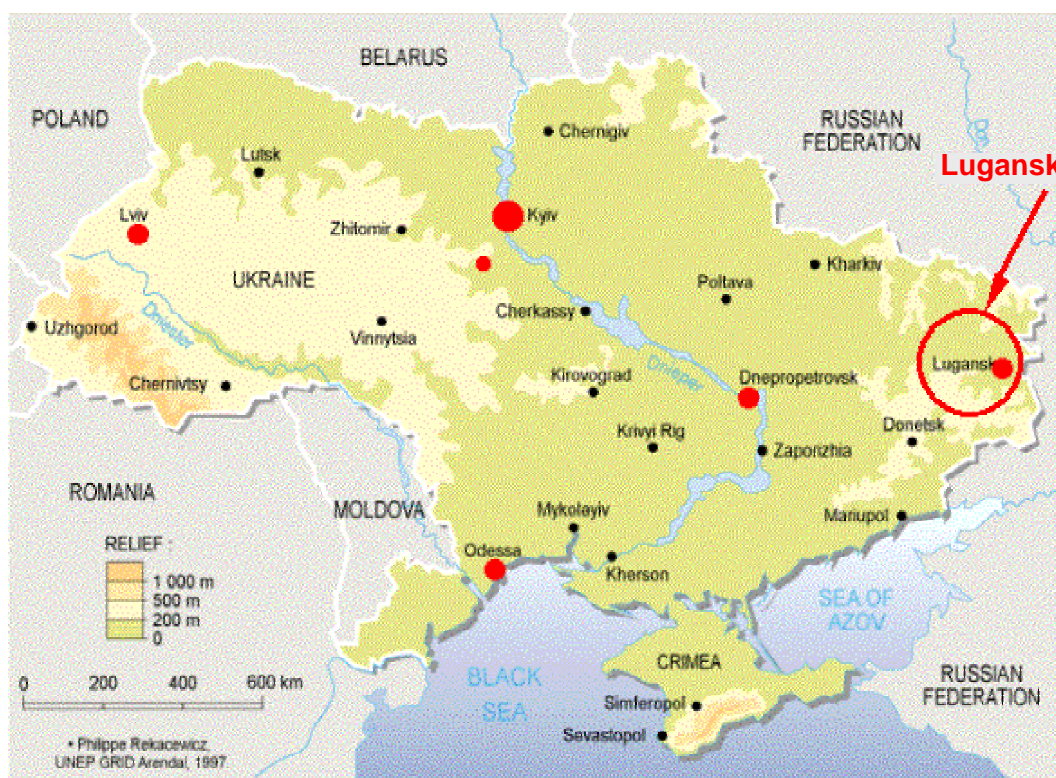 BELARUS
POLAND
RUSSIAN
FEDERATION
Chernigiv
Lugansk
Lutsk
Lviv
Kyiv
Zhitomir
Kharkiv
UKRAINE
Poltava
Dniester
Cherkassy
Uzhgorod
Vinnytsia
Lugansk
Dnieper
Kirovograd
Dnepropetrovsk
Chernivtsy
Donetsk
Krivyi Rig
Zaporizhia
ROMANIA
MOLDOVA
Mykolayiv
Mariupol
RELIEF :
Odessa
Kherson
1 000 m
500 m
200 m
0
SEA OF
AZOV
CRIMEA
BLACK
SEA
RUSSIAN
FEDERATION
0 200 400 600 km
Simferopol
Sevastopol
• Philippe Rekacewicz,
UNEP GRID Arendal, 1997